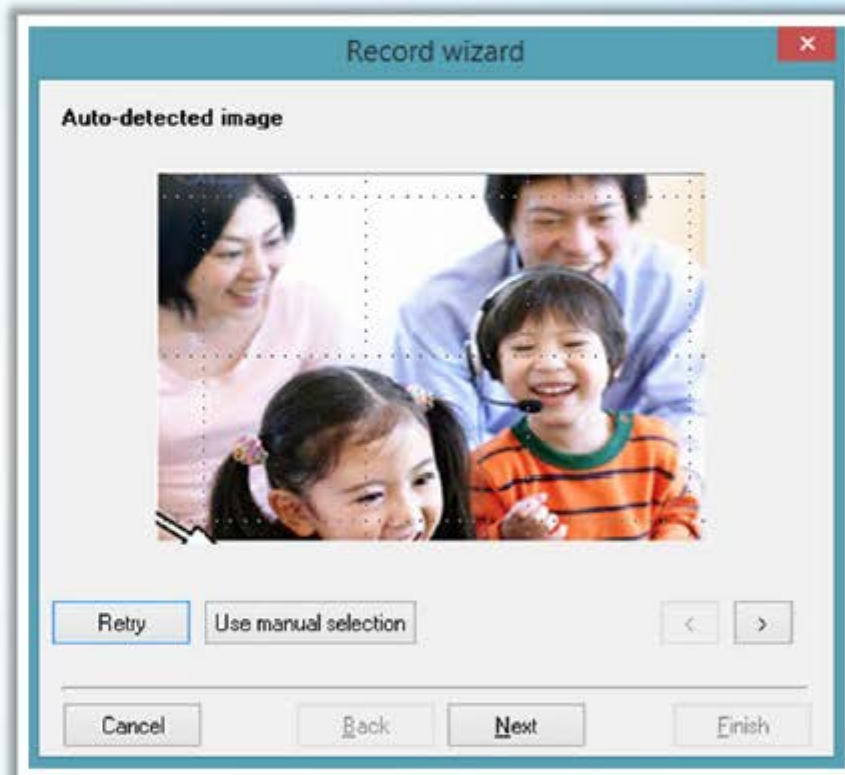 Record wizard
Auto-detected image
Retry
Use manual selection
<
>
Cancel
Back
Next
Finish